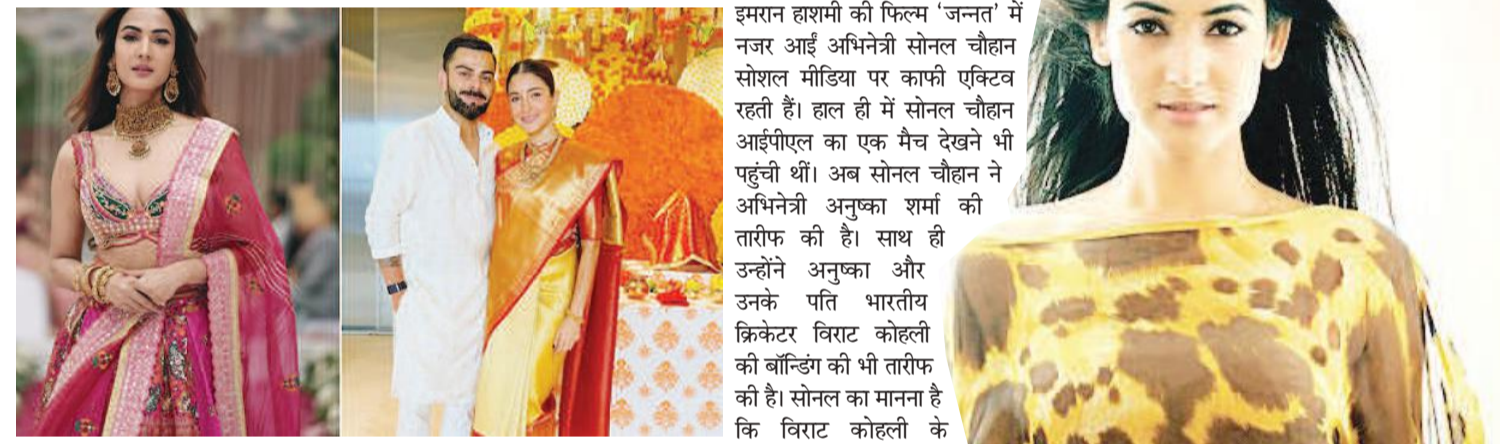 इमरान हाशमी की फिल्म ‘जन्नत’ में
नजर आईं अभिनेत्री सोनल चौहान
सोशल मीडिया पर काफी एक्टिव
रहती हैं। हाल ही में सोनल चौहान
आईपीएल का एक मैच देखने भी
पहुंची थीं। अब सोनल चौहान ने
अभिनेत्री अनुष्का शर्मा की
तारीफ की है। साथ ही
उन्होंने अनुष्का और
उनके पति भारतीय
क्रिकेटर विराट कोहली
की बॉन्डिंग की भी तारीफ
की है। सोनल का मानना है
कि विराट कोहली के